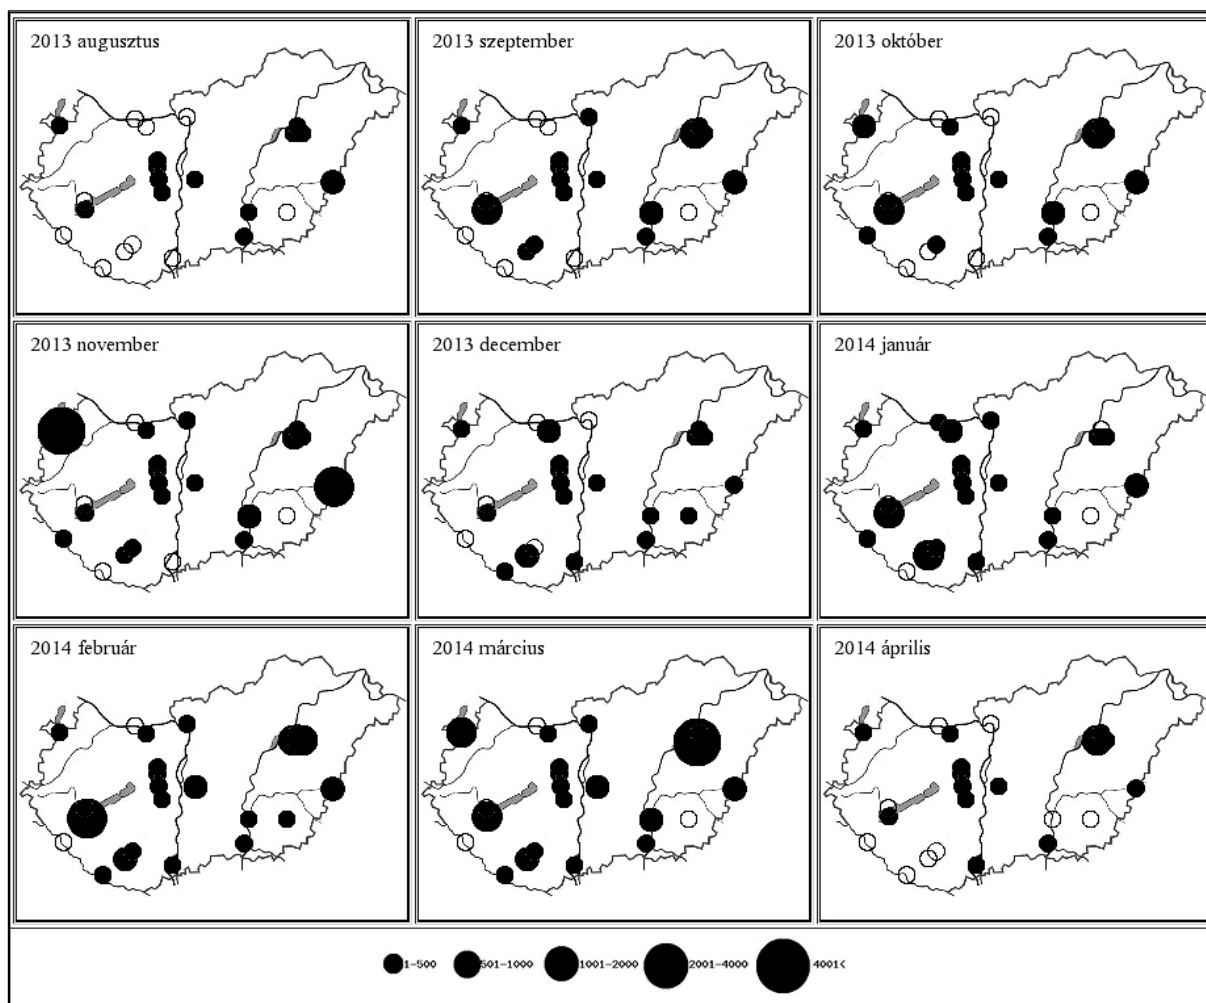 2013 augusztus
2013 szeptember
2013 október
2013 november
2013 december
2014 január
2014 február
2014 március
2014 április
1-500 501-1000 1001-2000 2001-4000 4001<